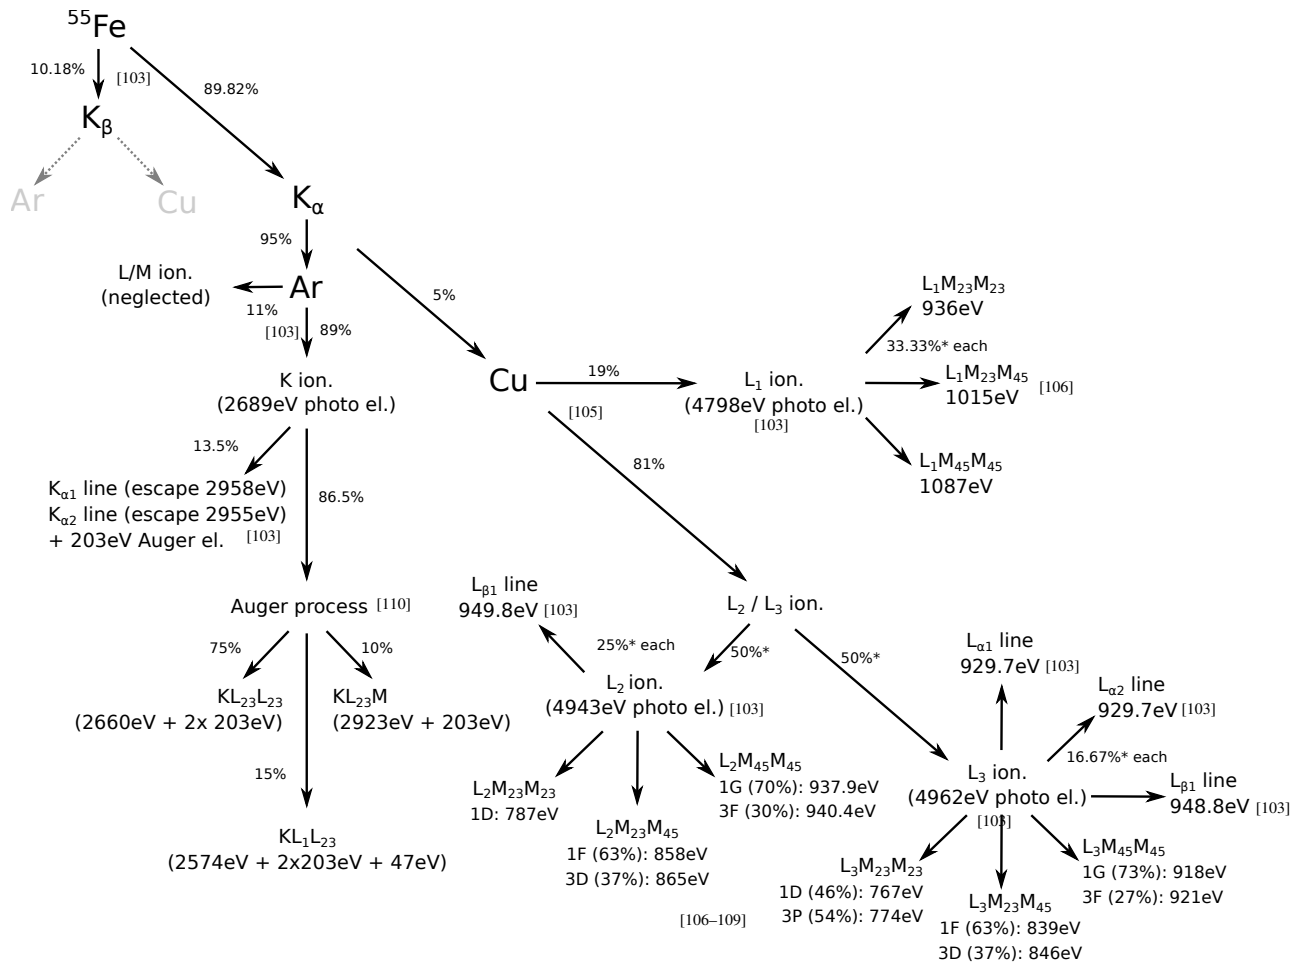 ⁵⁵Fe
10.18%
[103]
89.82%
Kβ
Ar
Cu
Kα
95%
L/M ion.
(neglected)
Ar
11%
[103]
89%
5%
K ion.
(2689eV photo el.)
13.5%
Kα1 line (escape 2958eV)
Kα2 line (escape 2955eV)
+ 203eV Auger el.
[103]
86.5%
Auger process
[110]
75%
10%
KL₂₃L₂₃
(2660eV + 2x 203eV)
KL₂₃M
(2923eV + 203eV)
15%
KL₁L₂₃
(2574eV + 2x203eV + 47eV)
Cu
19%
[105]
L₁ ion.
(4798eV photo el.)
[103]
L₁M₂₃M₂₃
936eV
33.33%* each
L₁M₂₃M₄₅
1015eV
[106]
L₁M₄₅M₄₅
1087eV
81%
L₂ / L₃ ion.
50%*
50%*
Lβ1 line
949.8eV
[103]
25%* each
L₂ ion.
(4943eV photo el.)
[103]
L₂M₂₃M₂₃
1D: 787eV
L₂M₂₃M₄₅
1F (63%): 858eV
3D (37%): 865eV
L₂M₄₅M₄₅
1G (70%): 937.9eV
3F (30%): 940.4eV
[106–109]
Lα1 line
929.7eV
[103]
Lα2 line
929.7eV
[103]
16.67%* each
L₃ ion.
(4962eV photo el.)
[103]
Lβ1 line
948.8eV
[103]
L₃M₂₃M₂₃
1D (46%): 767eV
3P (54%): 774eV
L₃M₂₃M₄₅
1F (63%): 839eV
3D (37%): 846eV
L₃M₄₅M₄₅
1G (73%): 918eV
3F (27%): 921eV